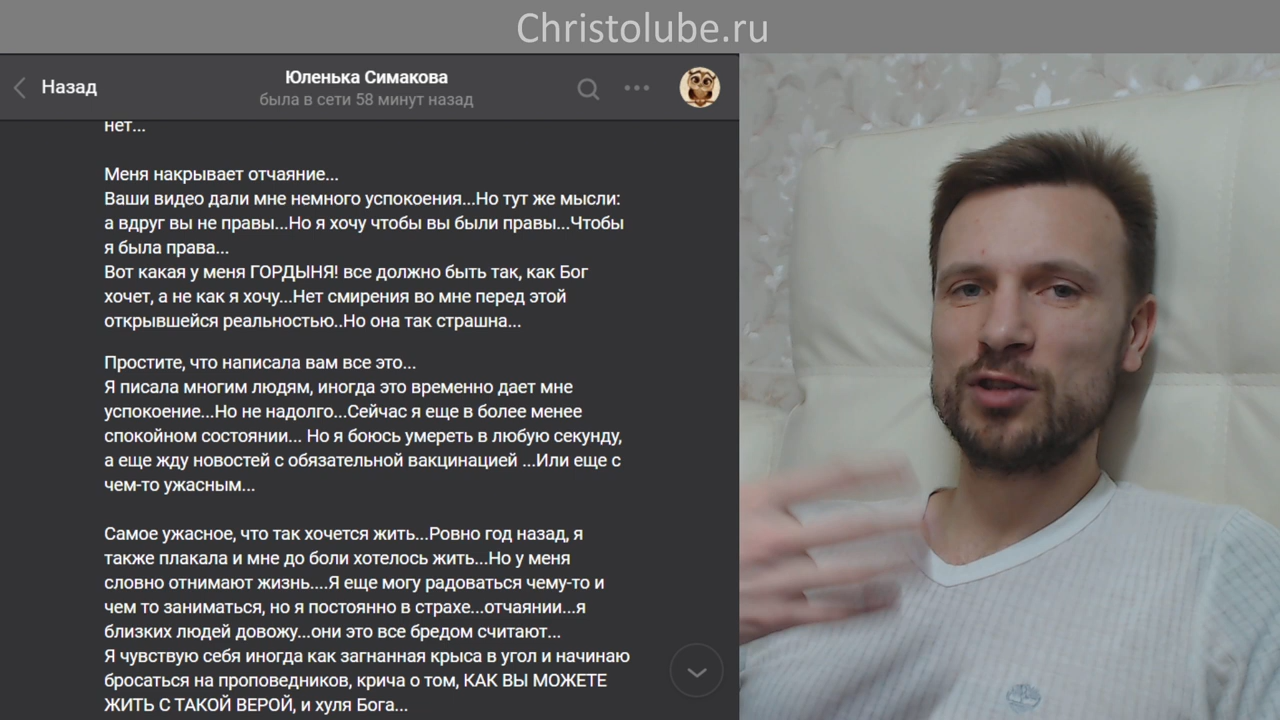 Christolube.ru
Назад
Юленька Симакова
была в сети 58 минут назад
нет...
Меня накрывает отчаяние...
Ваши видео дали мне немного успокоения...Но тут же мысли:
а вдруг вы не правы...Но я хочу чтобы вы были правы...Чтобы
я была права...
Вот какая у меня ГОРДЫНЯ! все должно быть так, как Бог
хочет, а не как я хочу...Нет смирения во мне перед этой
открывшейся реальностью..Но она так страшна...
Простите, что написала вам все это...
Я писала многим людям, иногда это временно дает мне
успокоение...Но не надолго...Сейчас я еще в более менее
спокойном состоянии... Но я боюсь умереть в любую секунду,
а еще жду новостей с обязательной вакцинацией ...Или еще с
чем-то ужасным...
Самое ужасное, что так хочется жить...Ровно год назад, я
также плакала и мне до боли хотелось жить...Но у меня
словно отнимают жизнь....Я еще могу радоваться чему-то и
чем то заниматься, но я постоянно в страхе...отчаянии...я
близких людей довожу...они это все бредом считают...
Я чувствую себя иногда как загнанная крыса в угол и начинаю
бросаться на проповедников, крича о том, КАК ВЫ МОЖЕТЕ
ЖИТЬ С ТАКОЙ ВЕРОЙ, и хуля Бога...